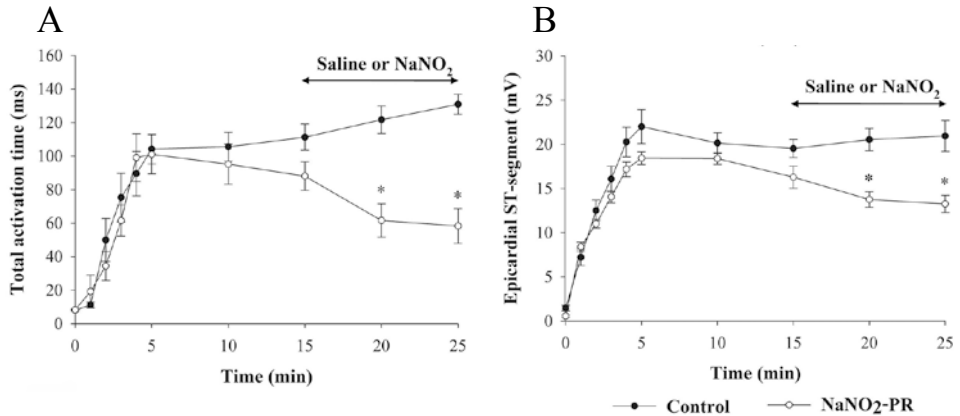 A
Total activation time (ms)
160
140
120
100
80
60
40
20
0
Saline or NaNO₂
*
*
0 5 10 15 20 25
Time (min)
B
Epicardial ST-segment (mV)
30
25
20
15
10
5
0
Saline or NaNO₂
*
*
0 5 10 15 20 25
Time (min)
Control NaNO₂-PR